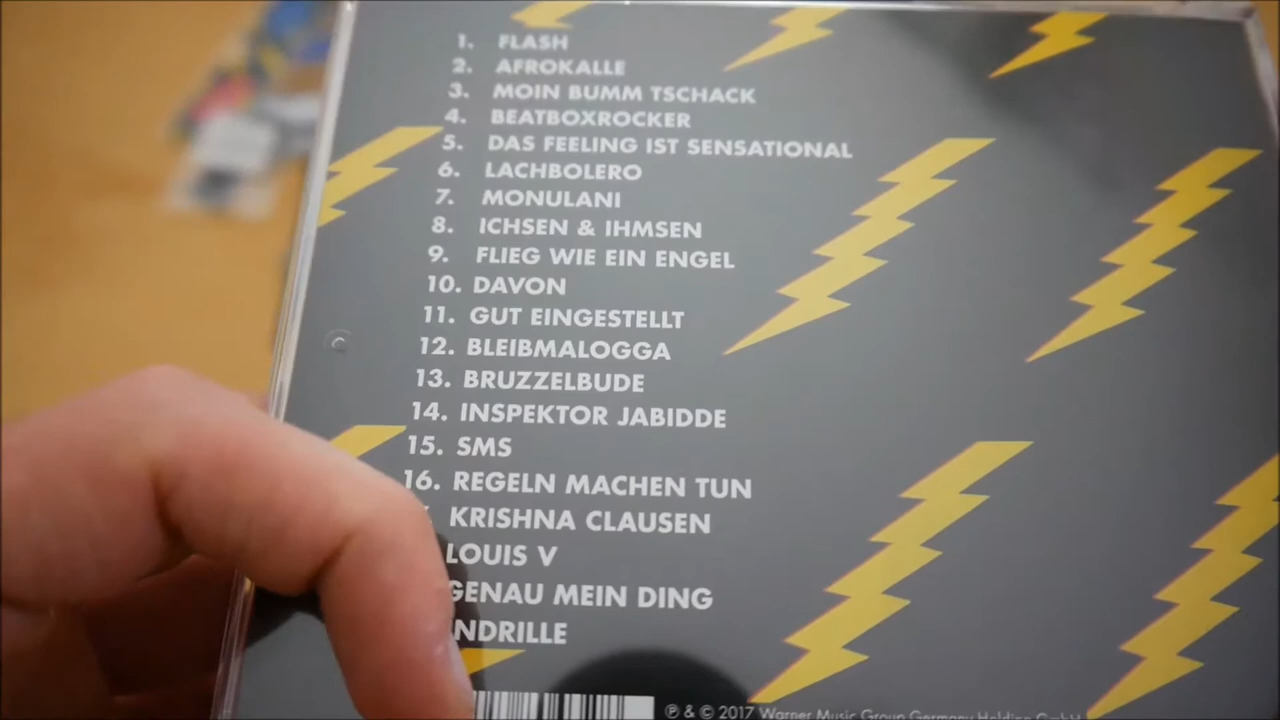 1. FLASH
2. AFROKALLE
3. MOIN BUMM TSCHACK
4. BEATBOXROCKER
5. DAS FEELING IST SENSATIONAL
6. LACHBOLERO
7. MONULANI
8. ICHSEN & IHMSEN
9. FLIEG WIE EIN ENGEL
10. DAVON
11. GUT EINGESTELLT
12. BLEIBMALOGGA
13. BRUZZELBUDE
14. INSPEKTOR JABIDDE
15. SMS
16. REGELN MACHEN TUN
KRISHNA CLAUSEN
LOUIS V
GENAU MEIN DING
NDRILLE
℗ & © 2017 Warner Music Group Germany Holding GmbH